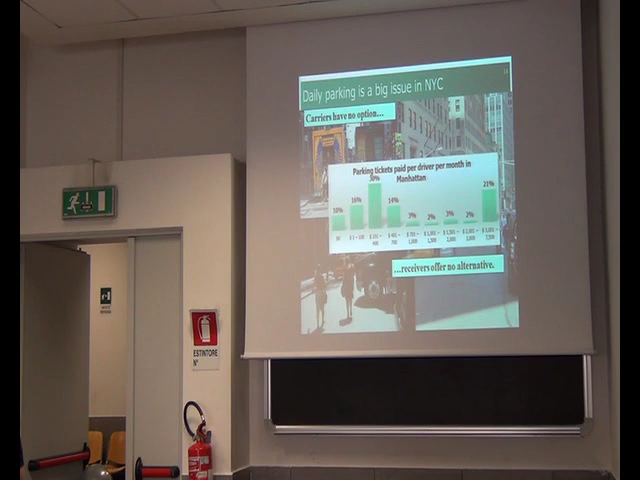 18
Daily parking is a big issue in NYC
Carriers have no option...
Parking tickets paid per driver per month in
Manhattan
10%
16%
30%
14%
3%
2%
3%
2%
21%
...receivers offer no alternative.
ESTINTORE
N°